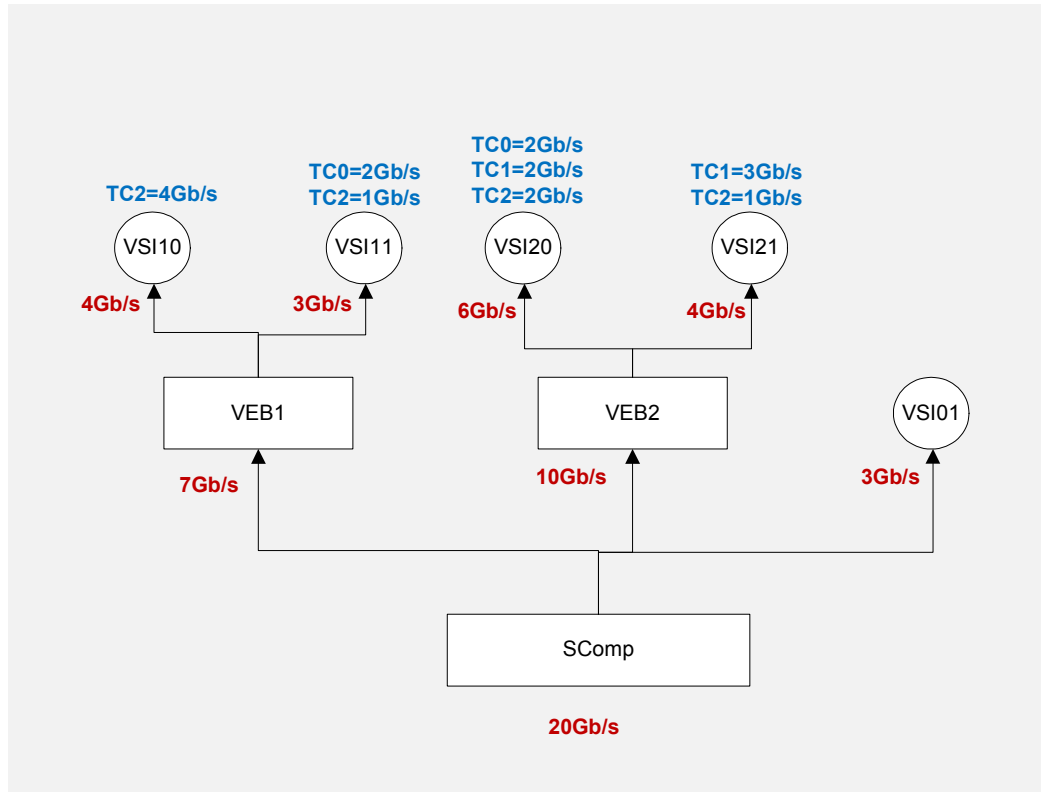 TC0=2Gb/s
TC1=2Gb/s
TC2=2Gb/s
TC0=2Gb/s
TC2=1Gb/s
TC1=3Gb/s
TC2=1Gb/s
TC2=4Gb/s
VSI10
VSI11
VSI20
VSI21
4Gb/s
3Gb/s
6Gb/s
4Gb/s
VEB1
VEB2
VSI01
7Gb/s
10Gb/s
3Gb/s
SComp
20Gb/s